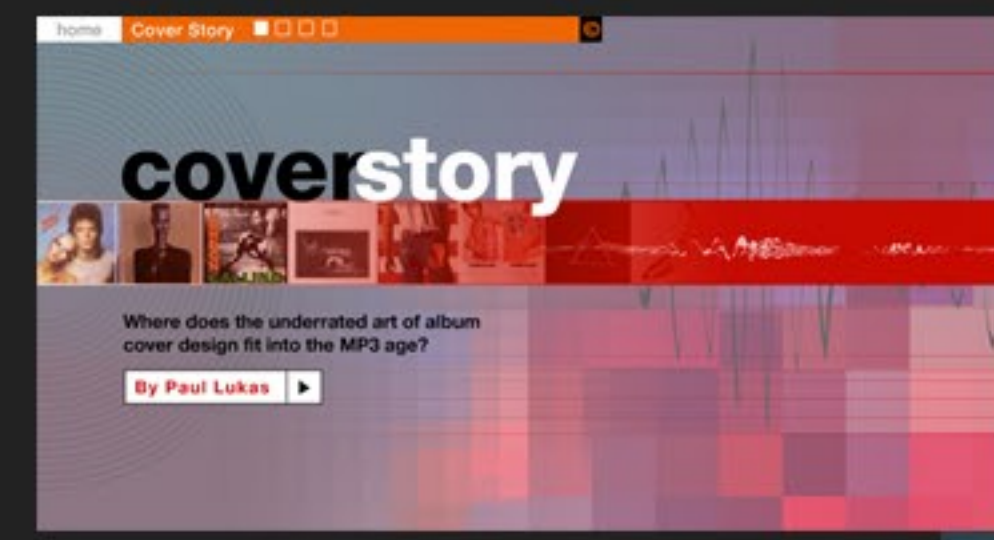 home Cover Story
coverstory
Where does the underrated art of album
cover design fit into the MP3 age?
By Paul Lukas